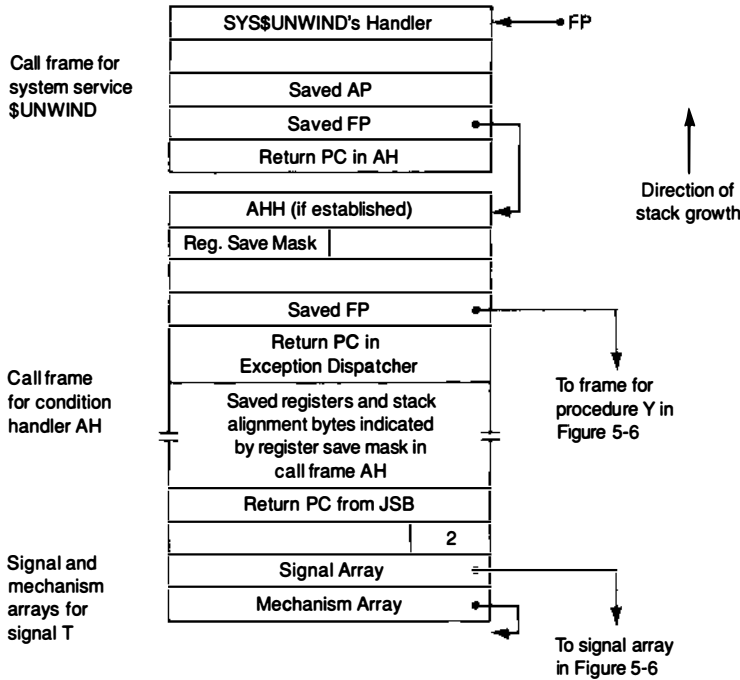 SYS$UNWIND's Handler
FP
Call frame for
system service
$UNWIND
Saved AP
Saved FP
Return PC in AH
Direction of
stack growth
AHH (if established)
Reg. Save Mask
Saved FP
Return PC in
Exception Dispatcher
To frame for
procedure Y in
Figure 5-6
Call frame
for condition
handler AH
Saved registers and stack
alignment bytes indicated
by register save mask in
call frame AH
Return PC from JSB
2
Signal and
mechanism
arrays for
signal T
Signal Array
Mechanism Array
To signal array
in Figure 5-6